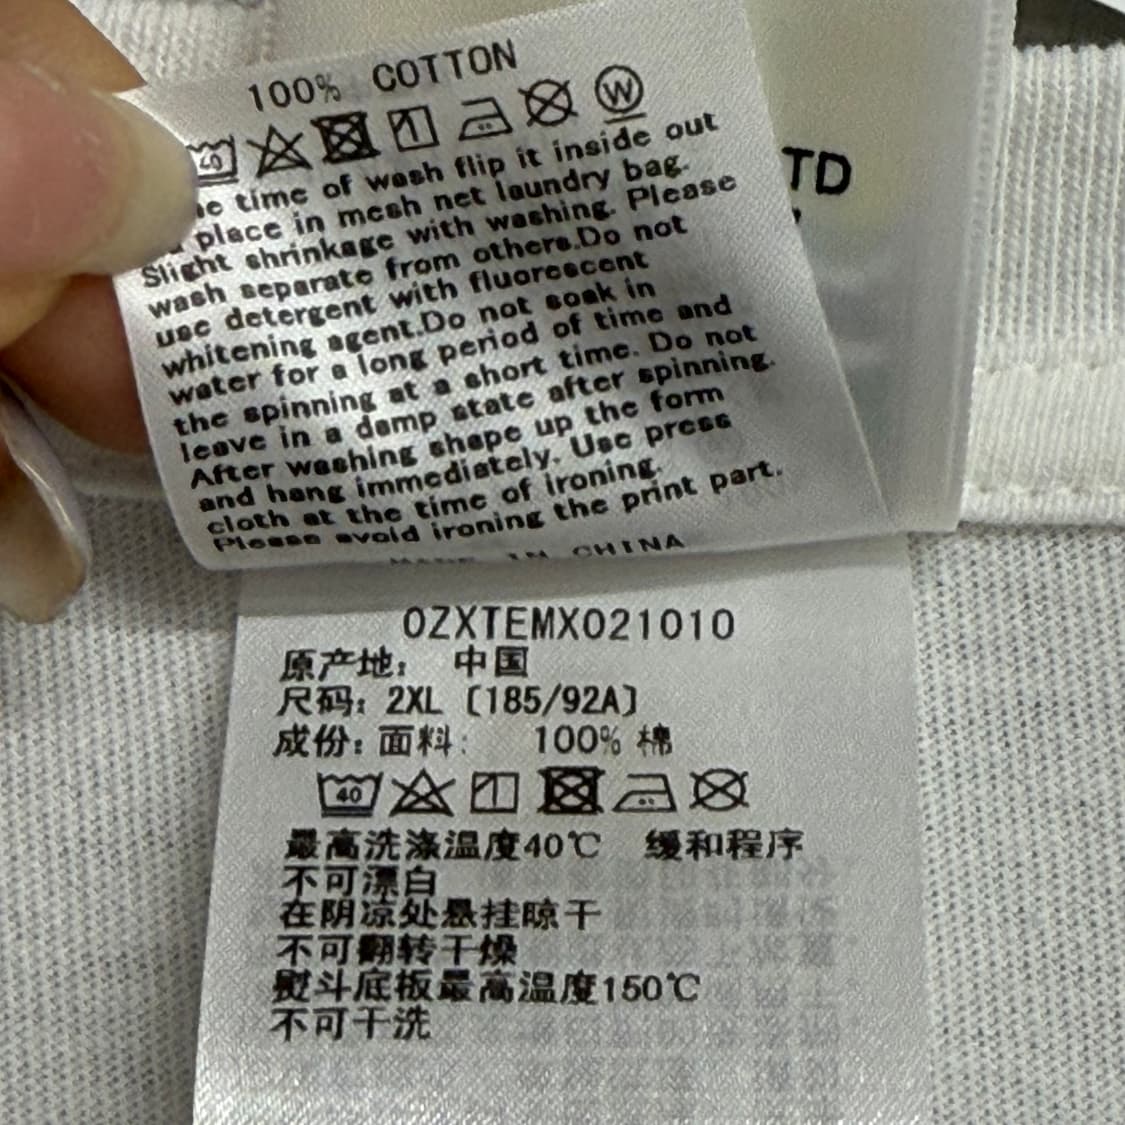 100% COTTON
40
W
time of wash flip it inside out
place in mesh net laundry bag.
Slight shrinkage with washing. Please
wash separate from others.Do not
use detergent with fluorescent
whitening agent.Do not soak in
water for a long period of time and
the spinning at a short time. Do not
leave in a damp state after spinning.
After washing shape up the form
and hang immediately. Use press
cloth at the time of ironing.
Please avoid ironing the print part.
MADE IN CHINA
TD
OZXTEMX021010
原产地: 中国
尺码: 2XL [185/92A]
成份: 面料: 100% 棉
40
最高洗涤温度40℃ 缓和程序
不可漂白
在阴凉处悬挂晾干
不可翻转干燥
熨斗底板最高温度150℃
不可干洗